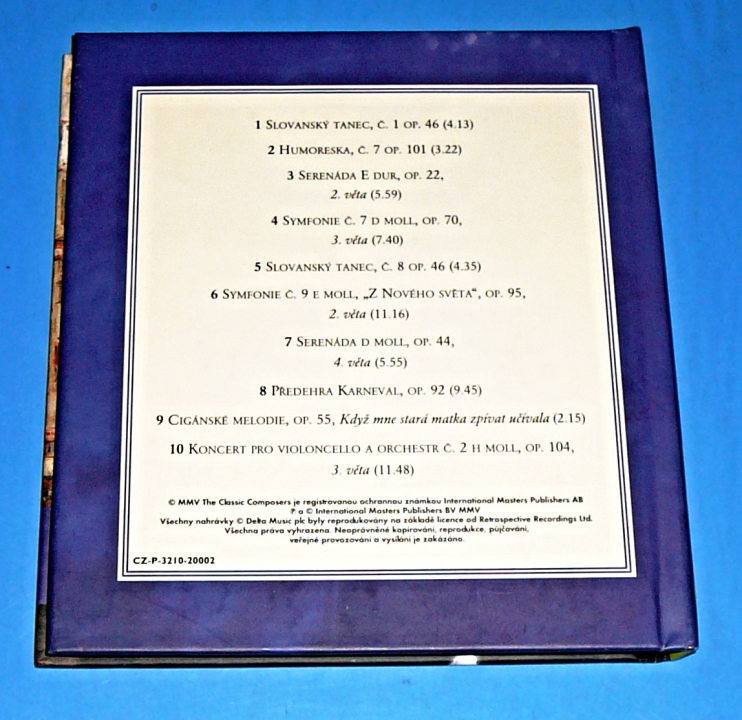 1 Slovanský tanec, č. 1 op. 46 (4.13)
2 Humoreska, č. 7 op. 101 (3.22)
3 Serenáda E dur, op. 22,
2. věta (5.59)
4 Symfonie č. 7 d moll, op. 70,
3. věta (7.40)
5 Slovanský tanec, č. 8 op. 46 (4.35)
6 Symfonie č. 9 e moll, „Z Nového světa“, op. 95,
2. věta (11.16)
7 Serenáda d moll, op. 44,
4. věta (5.55)
8 Předehra Karneval, op. 92 (9.45)
9 Cigánské melodie, op. 55, Když mne stará matka zpívat učívala (2.15)
10 Koncert pro violoncello a orchestr č. 2 h moll, op. 104,
3. věta (11.48)
© MMV The Classic Composers je registrovanou ochrannou známkou International Masters Publishers AB
℗ a © International Masters Publishers BV MMV
Všechny nahrávky © Delta Music plc byly reprodukovány na základě licence od Retrospective Recordings Ltd.
Všechna práva vyhrazena. Neoprávněné kopírování, reprodukce, půjčování,
veřejné provozování a vysílání je zakázáno.
CZ-P-3210-20002